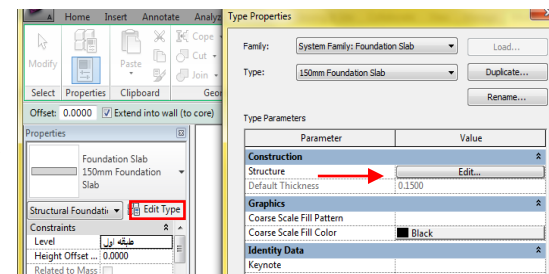 Home Insert Annotate Analyz
Modify
Paste
Cope
Cut
Join
Select Properties Clipboard Geor
Offset: 0.0000 Extend into wall (to core)
Properties
Foundation Slab
150mm Foundation
Slab
Structural Foundatic Edit Type
Constraints
Level طبقه اول
Height Offset ... 0.0000
Related to Mass
Type Properties
Family: System Family: Foundation Slab Load...
Type: 150mm Foundation Slab Duplicate...
Rename...
Type Parameters
Parameter Value
Construction
Structure Edit...
Default Thickness 0.1500
Graphics
Coarse Scale Fill Pattern
Coarse Scale Fill Color Black
Identity Data
Keynote